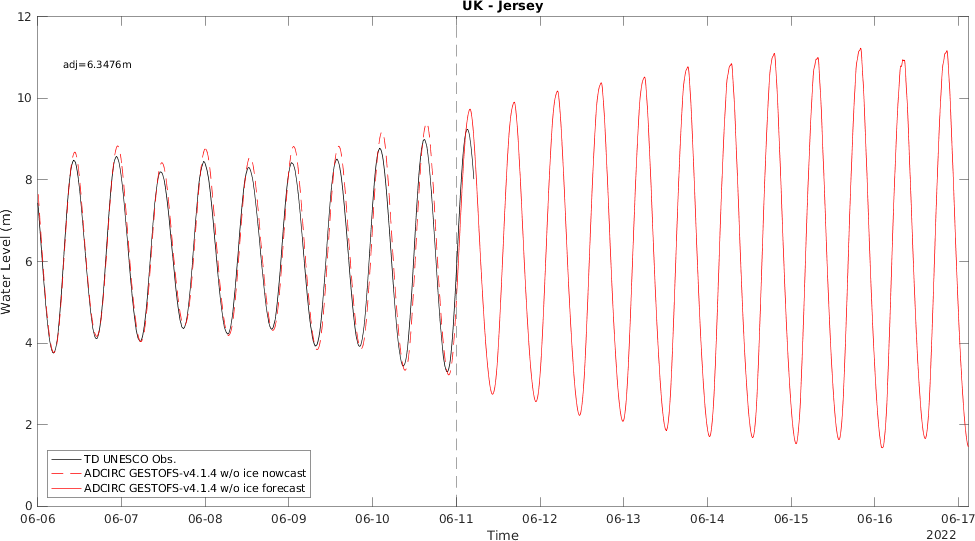 UK - Jersey
12
adj=6.3476m
10
8
6
4
2
0
Water Level (m)
TD UNESCO Obs.
ADCIRC GESTOFS-v4.1.4 w/o ice nowcast
ADCIRC GESTOFS-v4.1.4 w/o ice forecast
06-06 06-07 06-08 06-09 06-10 06-11 06-12 06-13 06-14 06-15 06-16 06-17
Time
2022